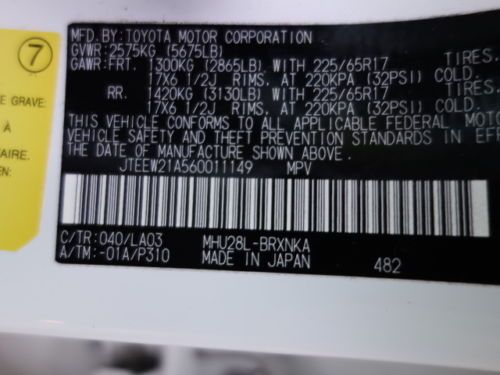 7
E GRAVE:
À
AIRE.
EN:
MFD.BY:TOYOTA MOTOR CORPORATION
GVWR:2575KG (5675LB)
GAWR:FRT. 1300KG (2865LB) WITH 225/65R17 TIRES.
17X6 1/2J RIMS. AT 220KPA (32PSI) COLD.
RR. 1420KG (3130LB) WITH 225/65R17 TIRES.
17X6 1/2J RIMS. AT 220KPA (32PSI) COLD.
THIS VEHICLE CONFORMS TO ALL APPLICABLE FEDERAL MOTO
VEHICLE SAFETY AND THEFT PREVENTION STANDARDS IN EFF
THE DATE OF MANUFACTURE SHOWN ABOVE.
JTEEW21A560011149 MPV
C/TR:040/LA03 MHU28L-BRXNKA
A/TM:-01A/P310 MADE IN JAPAN 482